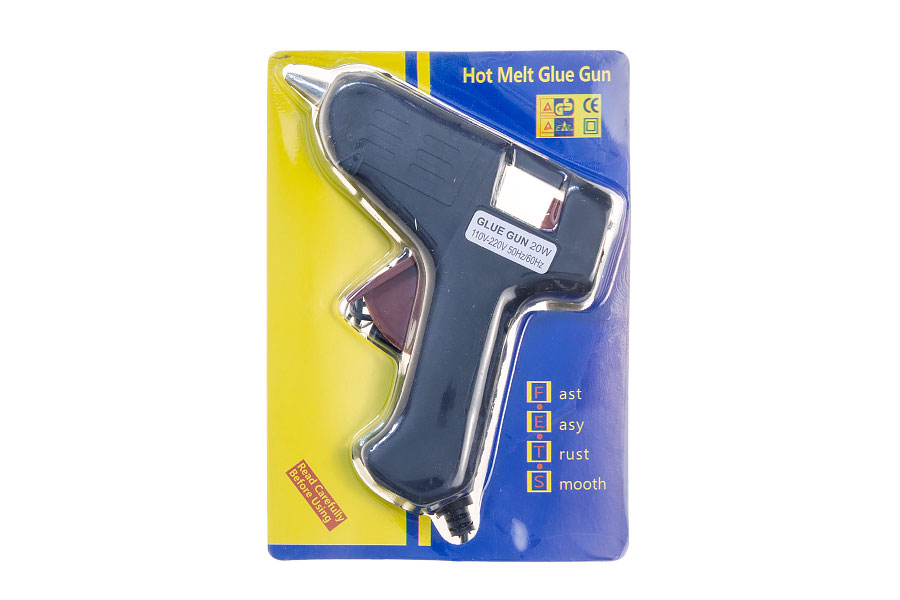 Hot Melt Glue Gun
CE
GLUE GUN 20W
110V-220V 50Hz/60Hz
F ast
E asy
T rust
S mooth
Read Carefully
Before Using